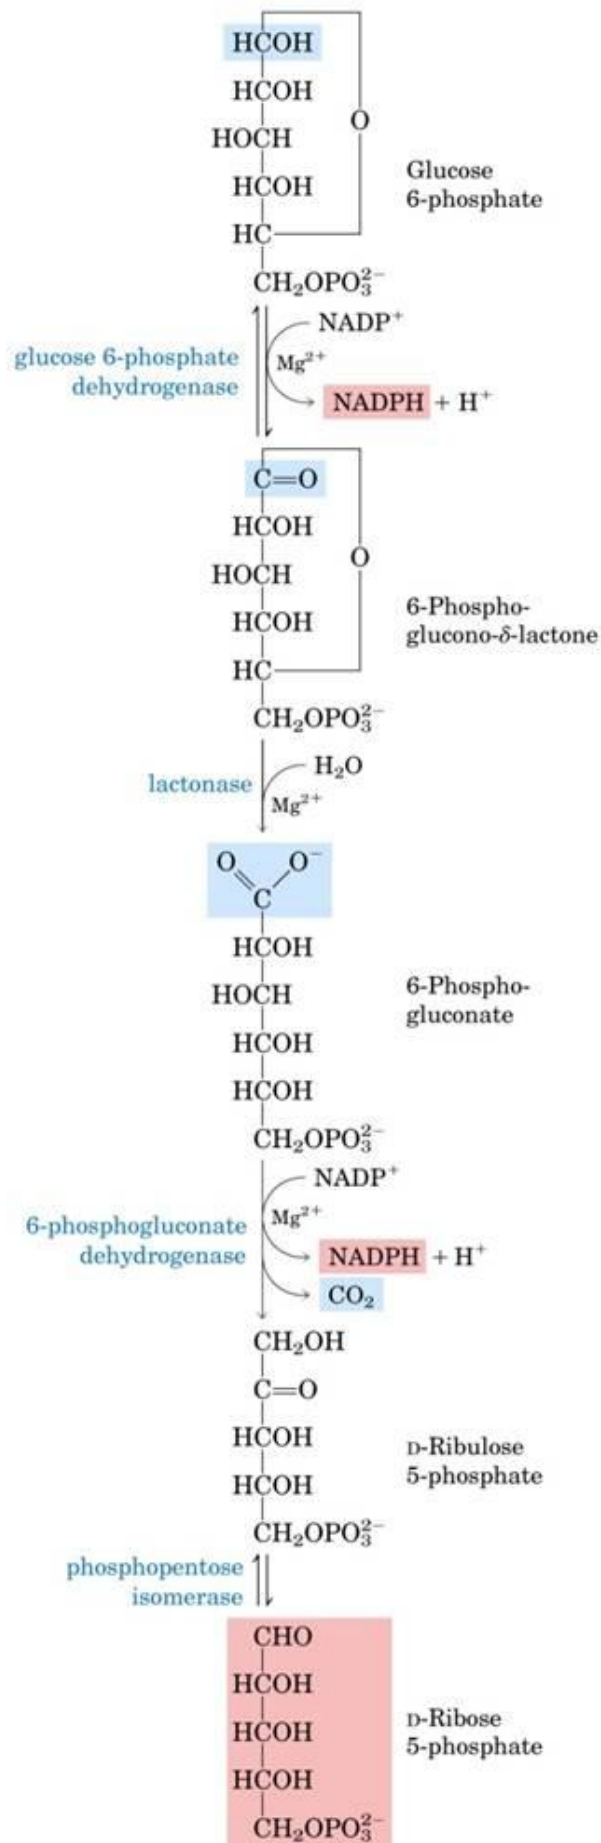 HCOH
HCOH
O
HOCH
Glucose
6-phosphate
HCOH
HC
CH₂OPO₃²⁻
NADP⁺
glucose 6-phosphate
dehydrogenase
Mg²⁺
NADPH + H⁺
C=O
HCOH
O
HOCH
6-Phospho-
glucono-δ-lactone
HCOH
HC
CH₂OPO₃²⁻
H₂O
lactonase
Mg²⁺
O O⁻
C
HCOH
HOCH
6-Phospho-
gluconate
HCOH
HCOH
CH₂OPO₃²⁻
NADP⁺
Mg²⁺
6-phosphogluconate
dehydrogenase
NADPH + H⁺
CO₂
CH₂OH
C=O
HCOH
D-Ribulose
5-phosphate
HCOH
CH₂OPO₃²⁻
phosphopentose
isomerase
CHO
HCOH
HCOH
D-Ribose
5-phosphate
HCOH
CH₂OPO₃²⁻